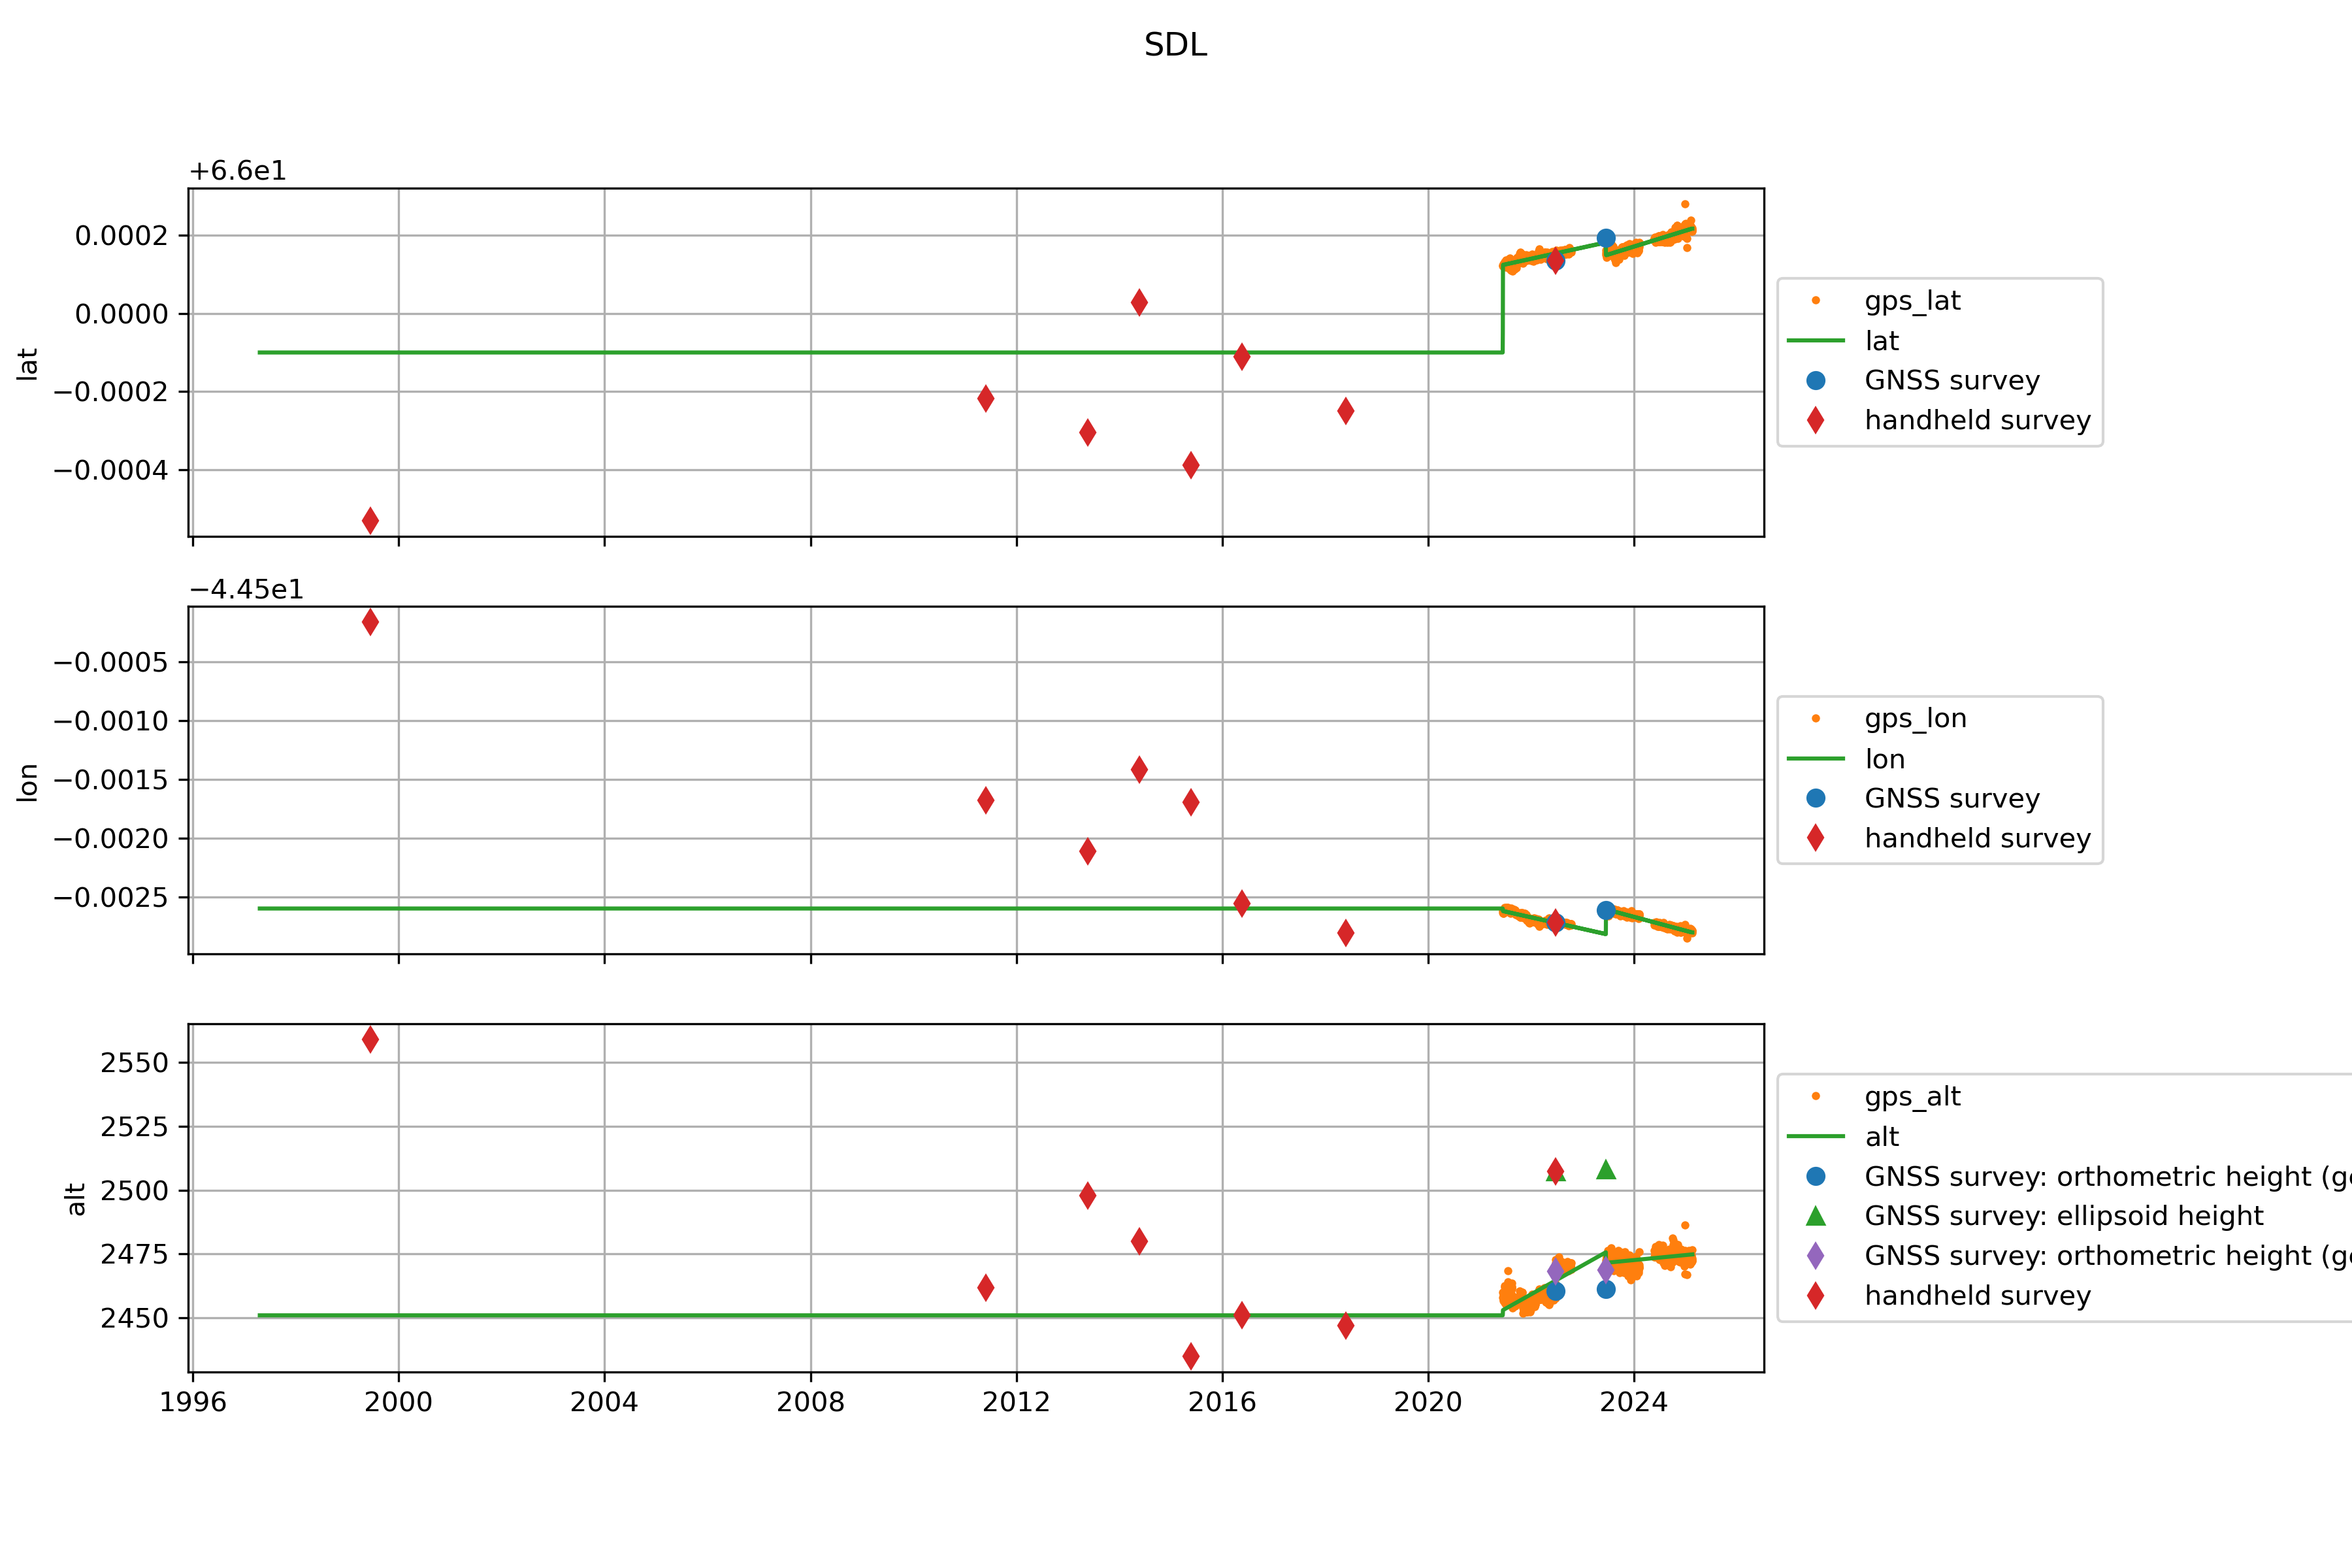 SDL
+6.6e1
0.0002
0.0000
−0.0002
−0.0004
lat
gps_lat
lat
GNSS survey
handheld survey
−4.45e1
−0.0005
−0.0010
−0.0015
−0.0020
−0.0025
lon
gps_lon
lon
GNSS survey
handheld survey
2550
2525
2500
2475
2450
alt
1996 2000 2004 2008 2012 2016 2020 2024
gps_alt
alt
GNSS survey: orthometric height
GNSS survey: ellipsoid height
GNSS survey: orthometric height
handheld survey